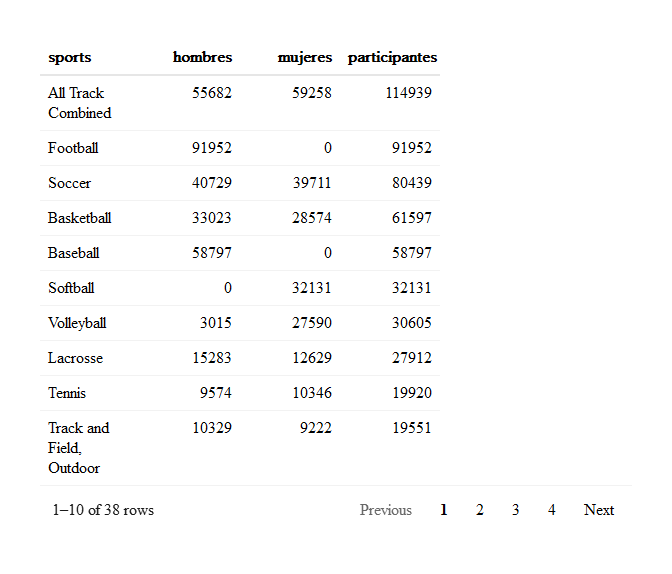 sports hombres mujeres participantes
All Track 55682 59258 114939
Combined
Football 91952 0 91952
Soccer 40729 39711 80439
Basketball 33023 28574 61597
Baseball 58797 0 58797
Softball 0 32131 32131
Volleyball 3015 27590 30605
Lacrosse 15283 12629 27912
Tennis 9574 10346 19920
Track and 10329 9222 19551
Field,
Outdoor
1–10 of 38 rows Previous 1 2 3 4 Next